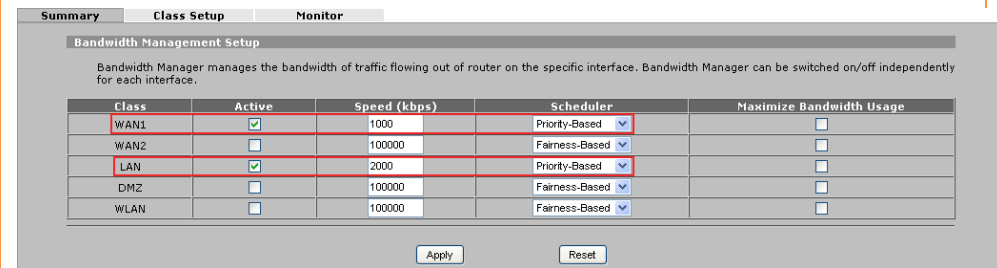 Summary Class Setup Monitor
Bandwidth Management Setup
Bandwidth Manager manages the bandwidth of traffic flowing out of router on the specific interface. Bandwidth Manager can be switched on/off independently
for each interface.
Class Active Speed (kbps) Scheduler Maximize Bandwidth Usage
WAN1 1000 Priority-Based
WAN2 100000 Fairness-Based
LAN 2000 Priority-Based
DMZ 100000 Fairness-Based
WLAN 100000 Fairness-Based
Apply Reset